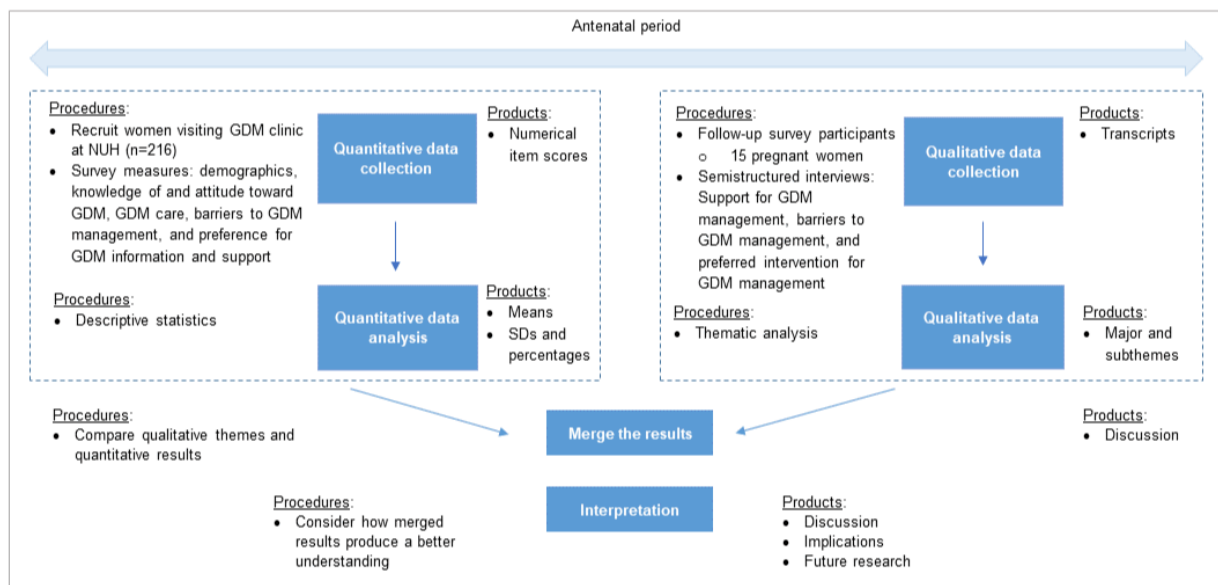 Antenatal period
Procedures:
• Recruit women visiting GDM clinic
at NUH (n=216)
• Survey measures: demographics,
knowledge of and attitude toward
GDM, GDM care, barriers to GDM
management, and preference for
GDM information and support
Quantitative data
collection
Products:
• Numerical
item scores
Procedures:
• Descriptive statistics
Quantitative data
analysis
Products:
• Means
• SDs and
percentages
Procedures:
• Follow-up survey participants
o 15 pregnant women
• Semistructured interviews:
Support for GDM
management, barriers to
GDM management, and
preferred intervention for
GDM management
Qualitative data
collection
Products:
• Transcripts
Procedures:
• Thematic analysis
Qualitative data
analysis
Products:
• Major and
subthemes
Procedures:
• Compare qualitative themes and
quantitative results
Merge the results
Products:
• Discussion
Procedures:
• Consider how merged
results produce a better
understanding
Interpretation
Products:
• Discussion
• Implications
• Future research